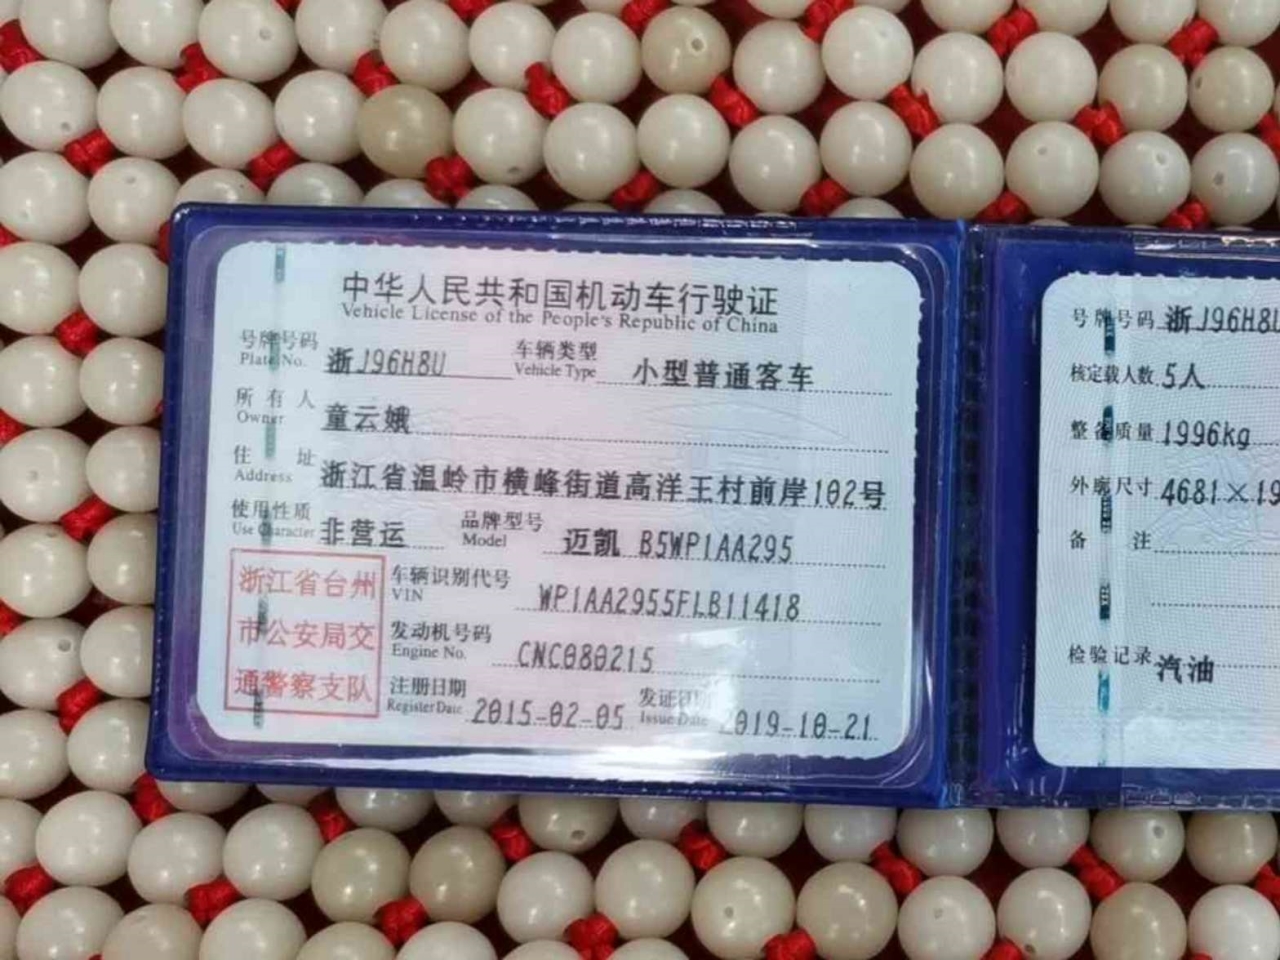 中华人民共和国机动车行驶证
Vehicle License of the People's Republic of China
号牌号码 浙J96H8U 车辆类型 小型普通客车
Plate No. Vehicle Type
所有人 童云娥
Owner
住址 浙江省温岭市横峰街道高洋王村前岸102号
Address
使用性质 非营运 品牌型号 迈凯 B5WP1AA295
Use Character Model
浙江省台州
市公安局交
通警察支队
车辆识别代号 WP1AA2955FLB11418
VIN
发动机号码 CNC080215
Engine No.
注册日期 2015-02-05 发证日期 2019-10-21
Register Date Issue Date
号牌号码 浙J96H8U
核定载人数 5人
整备质量 1996kg
外廓尺寸 4681×19
备注
检验记录 汽油